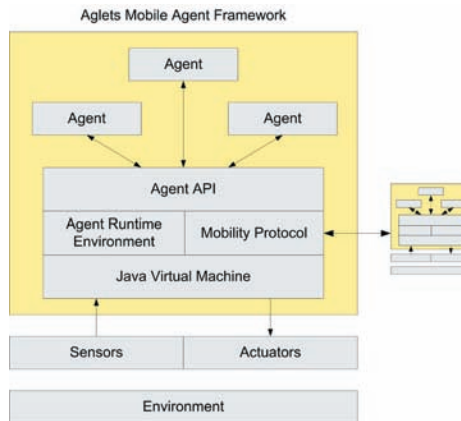 Aglets Mobile Agent Framework
Agent
Agent
Agent
Agent API
Agent Runtime
Environment
Mobility Protocol
Java Virtual Machine
Sensors
Actuators
Environment